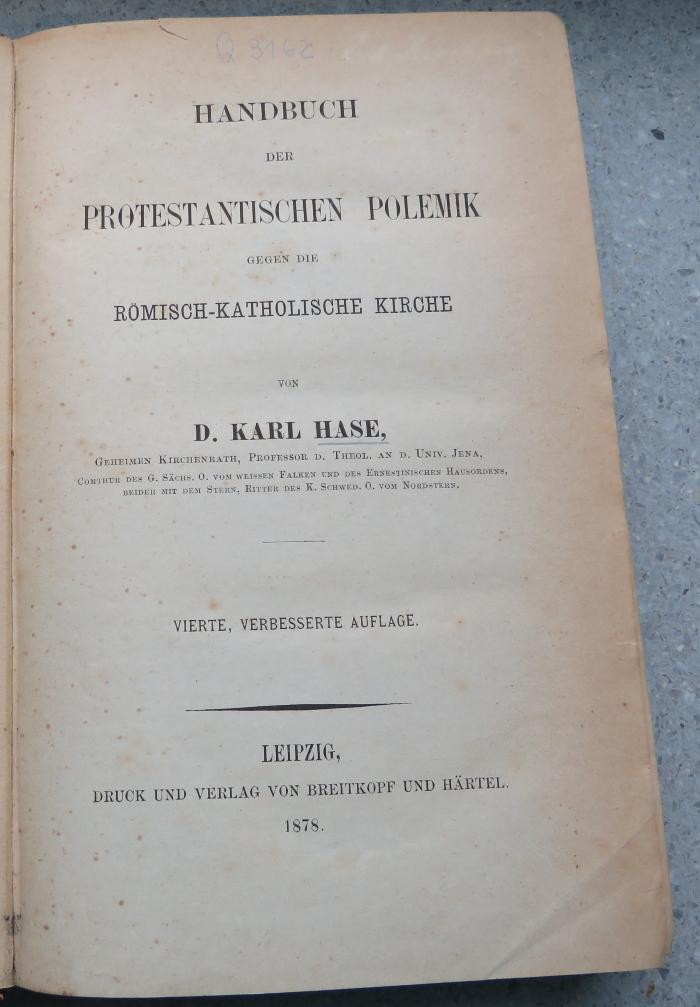 Q 3162
HANDBUCH
DER
PROTESTANTISCHEN POLEMIK
GEGEN DIE
RÖMISCH-KATHOLISCHE KIRCHE
VON
D. KARL HASE,
GEHEIMEN KIRCHENRATH, PROFESSOR D. THEOL. AN D. UNIV. JENA,
COMTHUR DES G. SÄCHS. O. VOM WEISSEN FALKEN UND DES ERNESTINISCHEN HAUSORDENS,
BEIDER MIT DEM STERN, RITTER DES K. SCHWED. O. VOM NORDSTERN.
VIERTE, VERBESSERTE AUFLAGE.
LEIPZIG,
DRUCK UND VERLAG VON BREITKOPF UND HÄRTEL.
1878.